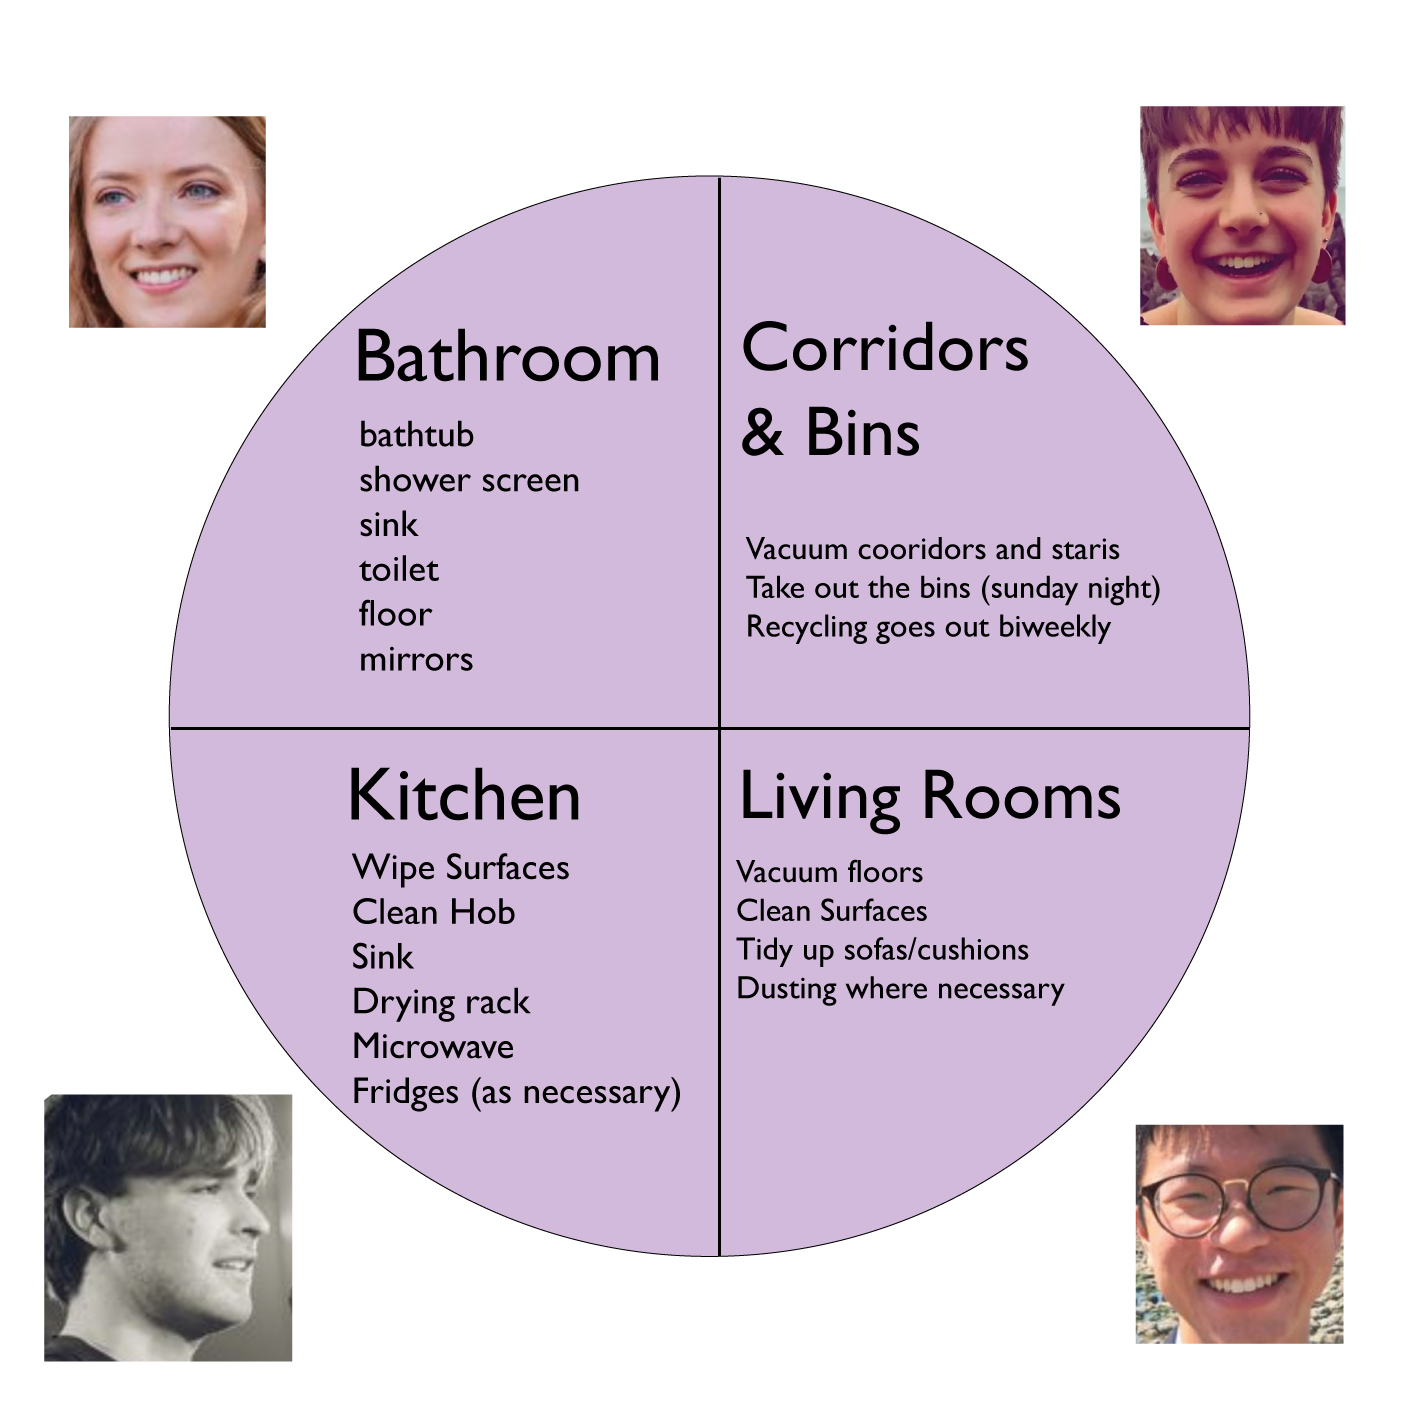 Bathroom
bathtub
shower screen
sink
toilet
floor
mirrors
Corridors
& Bins
Vacuum cooridors and staris
Take out the bins (sunday night)
Recycling goes out biweekly
Kitchen
Wipe Surfaces
Clean Hob
Sink
Drying rack
Microwave
Fridges (as necessary)
Living Rooms
Vacuum floors
Clean Surfaces
Tidy up sofas/cushions
Dusting where necessary